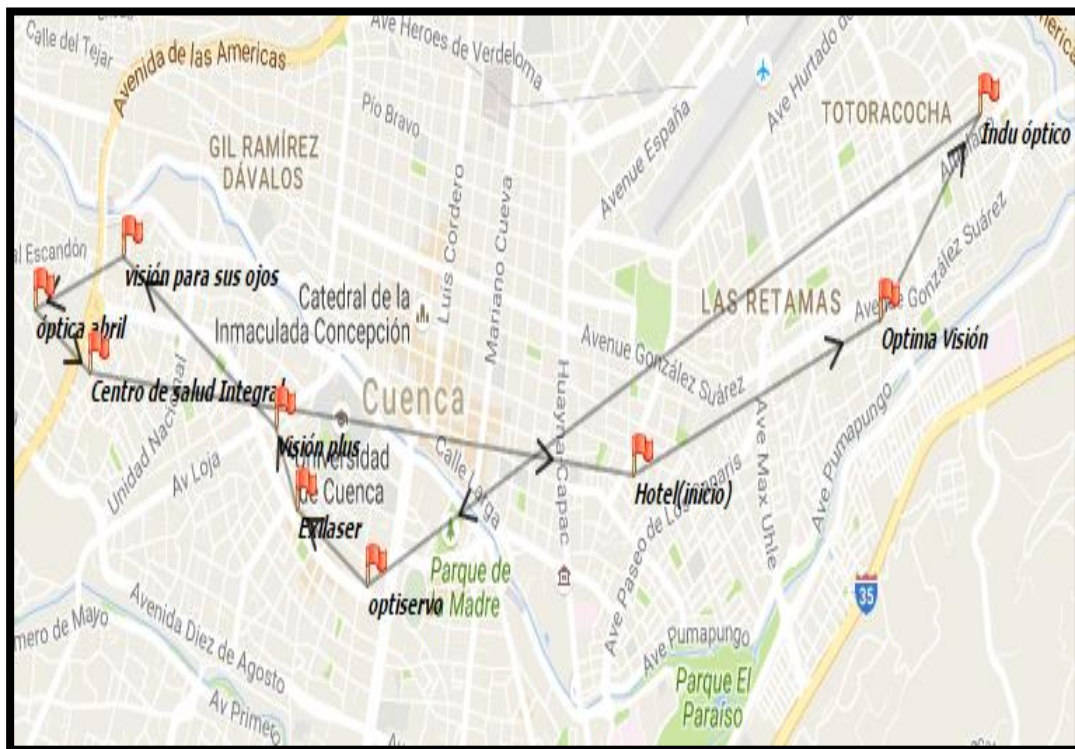 Calle del Tejar
Avenida de las Americas
Ave Heroes de Verdeloma
Pío Bravo
GIL RAMÍREZ
DÁVALOS
Luis Cordero
Mariano Cueva
Avenue España
Ave Hurtado de
TOTORACOCHA
Indu óptico
al Escandón
visión para sus ojos
óptica abril
Centro de salud Integral
Catedral de la
Inmaculada Concepción
LAS RETAMAS
Avenue González Suárez
Avenue González Suárez
Optima Visión
Cuenca
Visión plus
Universidad
de Cuenca
Exilaser
Unidad Nacional
Av Loja
Calle Larga
Huayna-Capac
Hotel(inicio)
Ave Paseo de Los
Ave Max Uhle
Ave Pumapungo
optiservo
Parque de
Madre
35
Avenida Diez de Agosto
mero de Mayo
Av Prime
Ave Pumapungo
Parque El
Paraíso